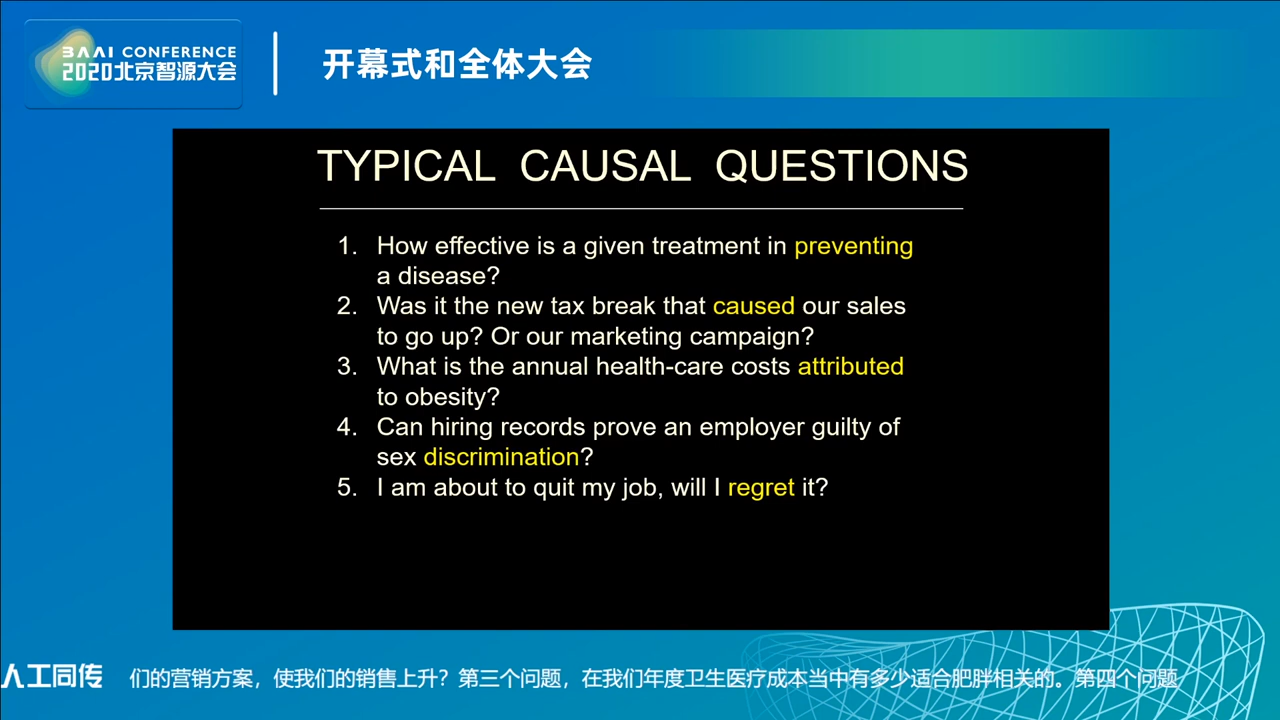 BAAI CONFERENCE
2020北京智源大会
开幕式和全体大会
TYPICAL CAUSAL QUESTIONS
1. How effective is a given treatment in preventing
a disease?
2. Was it the new tax break that caused our sales
to go up? Or our marketing campaign?
3. What is the annual health-care costs attributed
to obesity?
4. Can hiring records prove an employer guilty of
sex discrimination?
5. I am about to quit my job, will I regret it?
人工同传 们的营销方案，使我们的销售上升？第三个问题，在我们年度卫生医疗成本当中有多少适合肥胖相关的。第四个问题